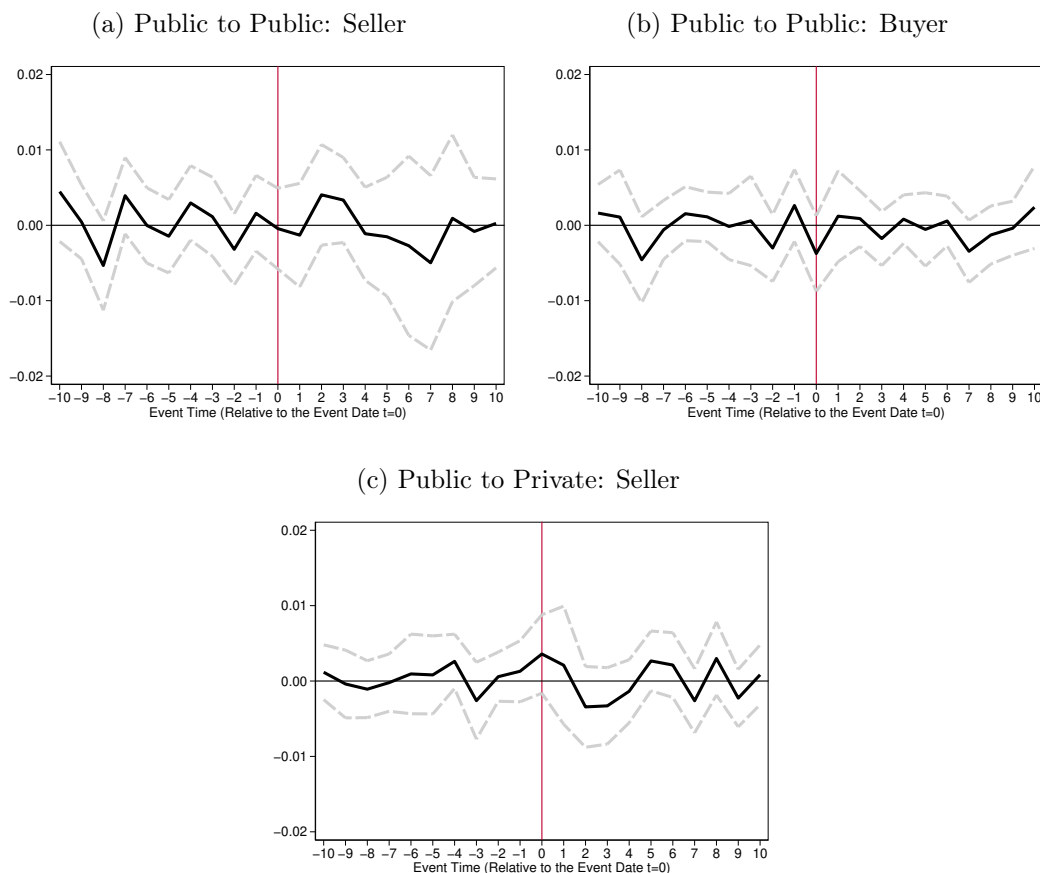 (a) Public to Public: Seller
0.02
0.01
0.00
−0.01
−0.02
−10 −9 −8 −7 −6 −5 −4 −3 −2 −1 0 1 2 3 4 5 6 7 8 9 10
Event Time (Relative to the Event Date t=0)
(b) Public to Public: Buyer
0.02
0.01
0.00
−0.01
−0.02
−10 −9 −8 −7 −6 −5 −4 −3 −2 −1 0 1 2 3 4 5 6 7 8 9 10
Event Time (Relative to the Event Date t=0)
(c) Public to Private: Seller
0.02
0.01
0.00
−0.01
−0.02
−10 −9 −8 −7 −6 −5 −4 −3 −2 −1 0 1 2 3 4 5 6 7 8 9 10
Event Time (Relative to the Event Date t=0)